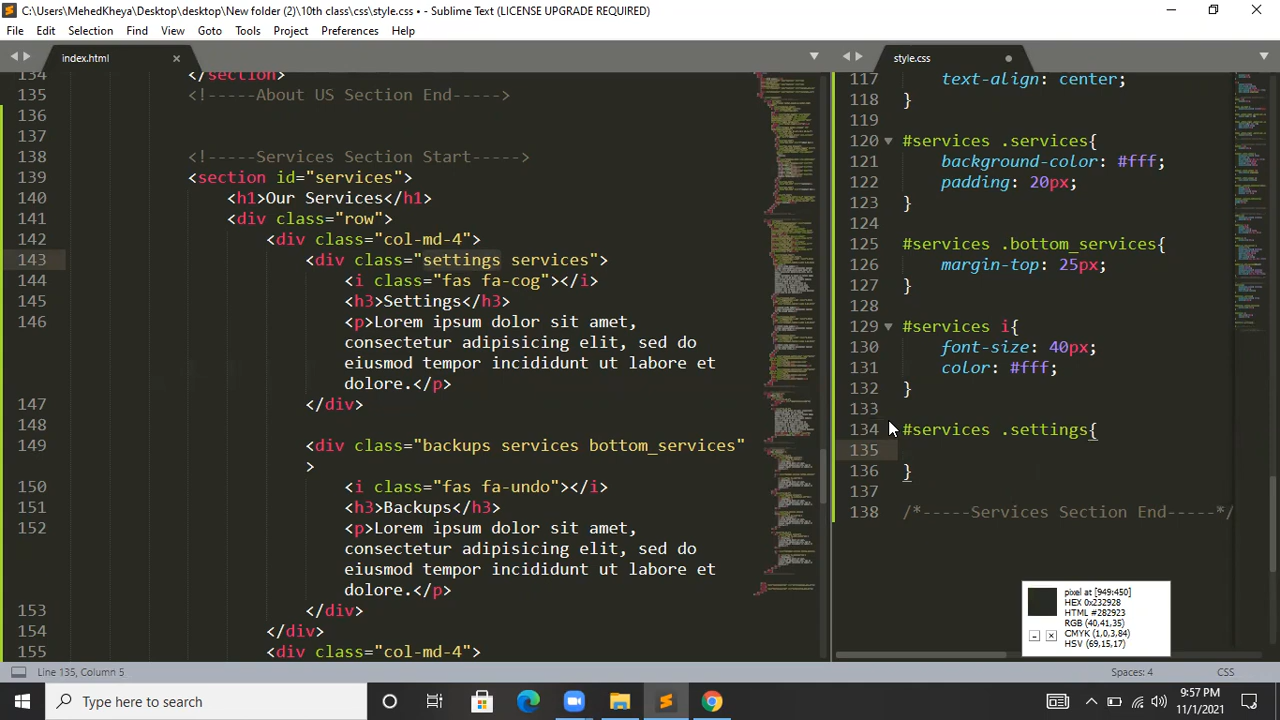 C:\Users\MehedKheya\Desktop\desktop\New folder (2)\10th class\css\style.css • - Sublime Text (LICENSE UPGRADE REQUIRED)
File Edit Selection Find View Goto Tools Project Preferences Help
index.html
134 </section>
135 <!-----About US Section End----->
136
137
138 <!-----Services Section Start----->
139 <section id="services">
140 <h1>Our Services</h1>
141 <div class="row">
142 <div class="col-md-4">
143 <div class="settings services">
144 <i class="fas fa-cog"></i>
145 <h3>Settings</h3>
146 <p>Lorem ipsum dolor sit amet,
consectetur adipisicing elit, sed do
eiusmod tempor incididunt ut labore et
dolore.</p>
147 </div>
148
149 <div class="backups services bottom_services"
>
150 <i class="fas fa-undo"></i>
151 <h3>Backups</h3>
152 <p>Lorem ipsum dolor sit amet,
consectetur adipisicing elit, sed do
eiusmod tempor incididunt ut labore et
dolore.</p>
153 </div>
154 </div>
<div class="col-md-4">
style.css
117 text-align: center;
118 }
119
120 #services .services{
121 background-color: #fff;
122 padding: 20px;
123 }
124
125 #services .bottom_services{
126 margin-top: 25px;
127 }
128
129 #services i{
130 font-size: 40px;
131 color: #fff;
132 }
133
134 #services .settings{
135
136 }
137
138 /*-----Services Section End-----*/
pixel at [949:450]
HEX 0x232928
HTML #282923
RGB (40,41,35)
CMYK (1,0,3,84)
HSV (69,15,17)
Line 135, Column 5
Spaces: 4
CSS
Type here to search
9:57 PM
11/1/2021